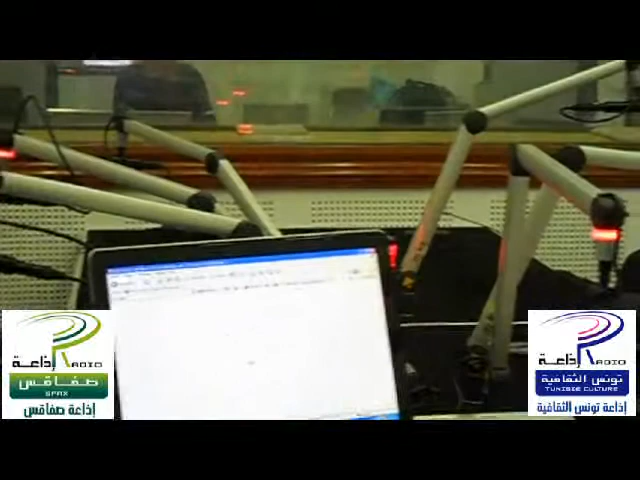 إذاعة RADIO
صفاقس
SFAX
إذاعة صفاقس
إذاعة RADIO
تونس الثقافية
TUNISIE CULTURE
إذاعة تونس الثقافية